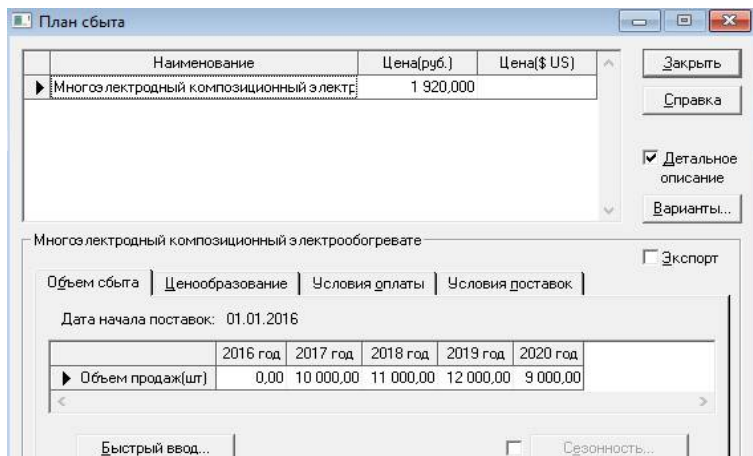 План сбыта
Наименование Цена(руб.) Цена($ US)
Многоэлектродный композиционный электр 1 920,000
Закрыть
Справка
Детальное описание
Варианты...
Многоэлектродный композиционный электрообогревате
Экспорт
Объем сбыта Ценообразование Условия оплаты Условия поставок
Дата начала поставок: 01.01.2016
2016 год 2017 год 2018 год 2019 год 2020 год
Объем продаж(шт) 0,00 10 000,00 11 000,00 12 000,00 9 000,00
Быстрый ввод... Сезонность...